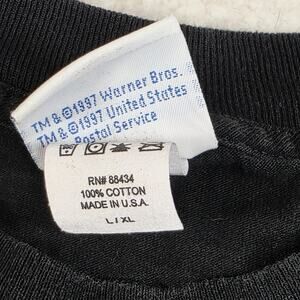 TM & ©1997 Warner Bros.
TM & ©1997 United States
Postal Service
RN# 88434
100% COTTON
MADE IN U.S.A.
L / XL